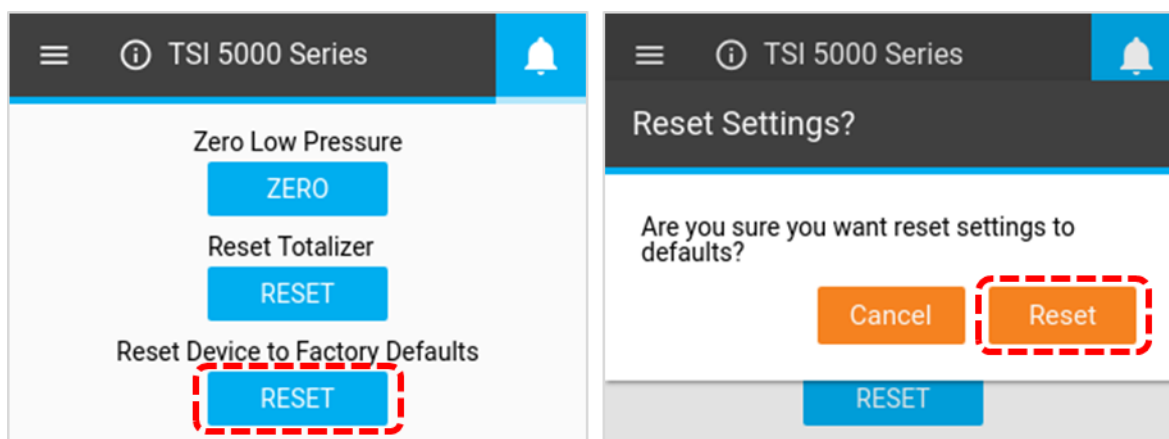 TSI 5000 Series
Zero Low Pressure
ZERO
Reset Totalizer
RESET
Reset Device to Factory Defaults
RESET
TSI 5000 Series
Reset Settings?
Are you sure you want reset settings to
defaults?
Cancel Reset
RESET